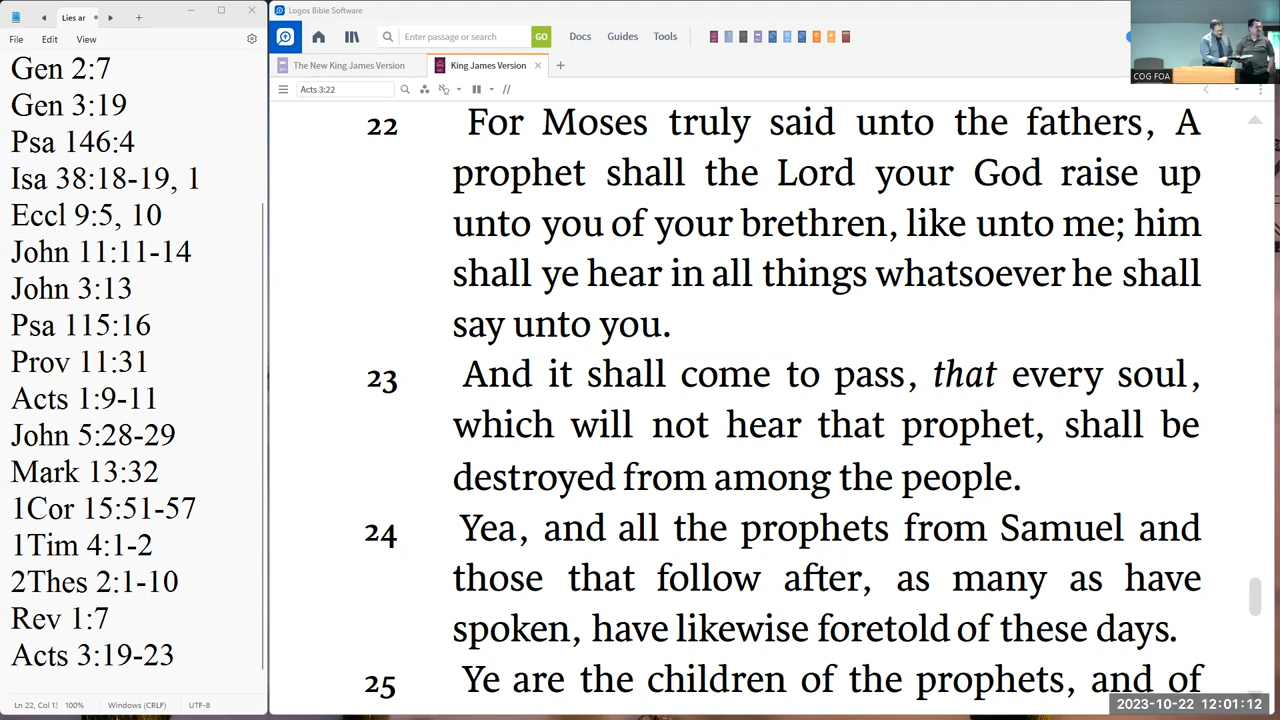 Lies ar
File Edit View
Gen 2:7
Gen 3:19
Psa 146:4
Isa 38:18-19, 1
Eccl 9:5, 10
John 11:11-14
John 3:13
Psa 115:16
Prov 11:31
Acts 1:9-11
John 5:28-29
Mark 13:32
1Cor 15:51-57
1Tim 4:1-2
2Thes 2:1-10
Rev 1:7
Acts 3:19-23
Ln 22, Col 1 100% Windows (CRLF) UTF-8
Logos Bible Software
Enter passage or search GO Docs Guides Tools
The New King James Version King James Version
Acts 3:22
COG FOA
22 For Moses truly said unto the fathers, A
prophet shall the Lord your God raise up
unto you of your brethren, like unto me; him
shall ye hear in all things whatsoever he shall
say unto you.
23 And it shall come to pass, that every soul,
which will not hear that prophet, shall be
destroyed from among the people.
24 Yea, and all the prophets from Samuel and
those that follow after, as many as have
spoken, have likewise foretold of these days.
25 Ye are the children of the prophets, and of
2023-10-22 12:01:12